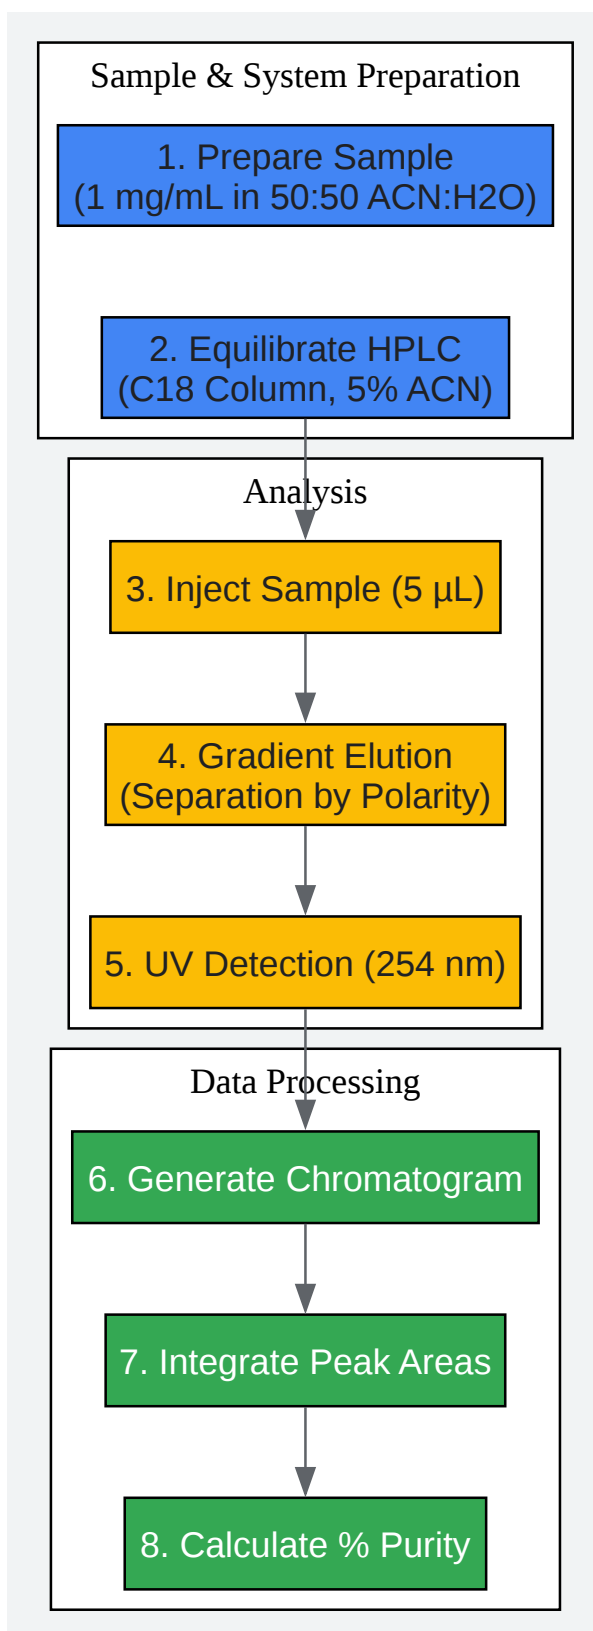 Sample & System Preparation
1. Prepare Sample
(1 mg/mL in 50:50 ACN:H2O)
2. Equilibrate HPLC
(C18 Column, 5% ACN)
Analysis
3. Inject Sample (5 µL)
4. Gradient Elution
(Separation by Polarity)
5. UV Detection (254 nm)
Data Processing
6. Generate Chromatogram
7. Integrate Peak Areas
8. Calculate % Purity